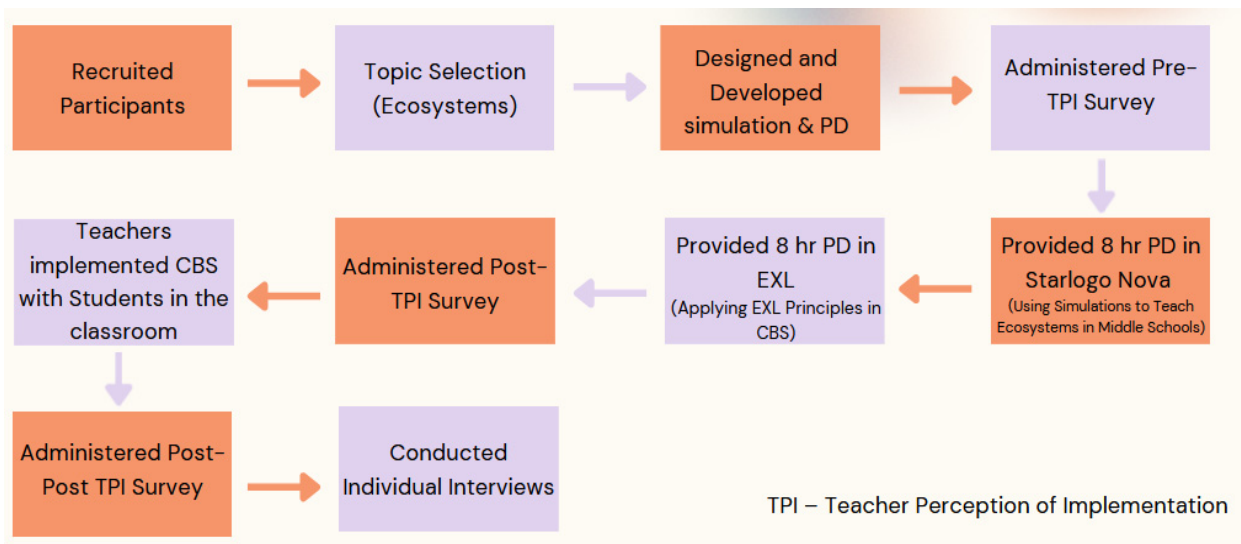 Recruited
Participants
Topic Selection
(Ecosystems)
Designed and
Developed
simulation & PD
Administered Pre-
TPI Survey
Provided 8 hr PD in
Starlogo Nova
(Using Simulations to Teach
Ecosystems in Middle Schools)
Provided 8 hr PD in
EXL
(Applying EXL Principles in
CBS)
Administered Post-
TPI Survey
Teachers
implemented CBS
with Students in the
classroom
Administered Post-
Post TPI Survey
Conducted
Individual Interviews
TPI – Teacher Perception of Implementation